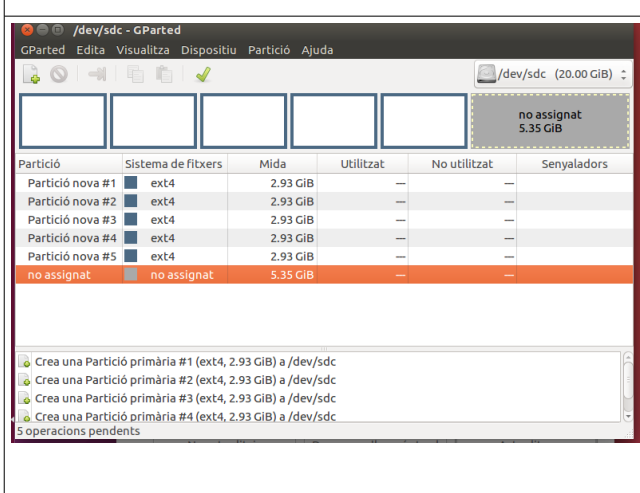 /dev/sdc - GParted
GParted Edita Visualitza Dispositiu Partició Ajuda
/dev/sdc (20.00 GiB)
no assignat
5.35 GiB
Partició Sistema de fitxers Mida Utilitzat No utilitzat Senyaladors
Partició nova #1 ext4 2.93 GiB — —
Partició nova #2 ext4 2.93 GiB — —
Partició nova #3 ext4 2.93 GiB — —
Partició nova #4 ext4 2.93 GiB — —
Partició nova #5 ext4 2.93 GiB — —
no assignat no assignat 5.35 GiB — —
Crea una Partició primària #1 (ext4, 2.93 GiB) a /dev/sdc
Crea una Partició primària #2 (ext4, 2.93 GiB) a /dev/sdc
Crea una Partició primària #3 (ext4, 2.93 GiB) a /dev/sdc
Crea una Partició primària #4 (ext4, 2.93 GiB) a /dev/sdc
5 operacions pendents